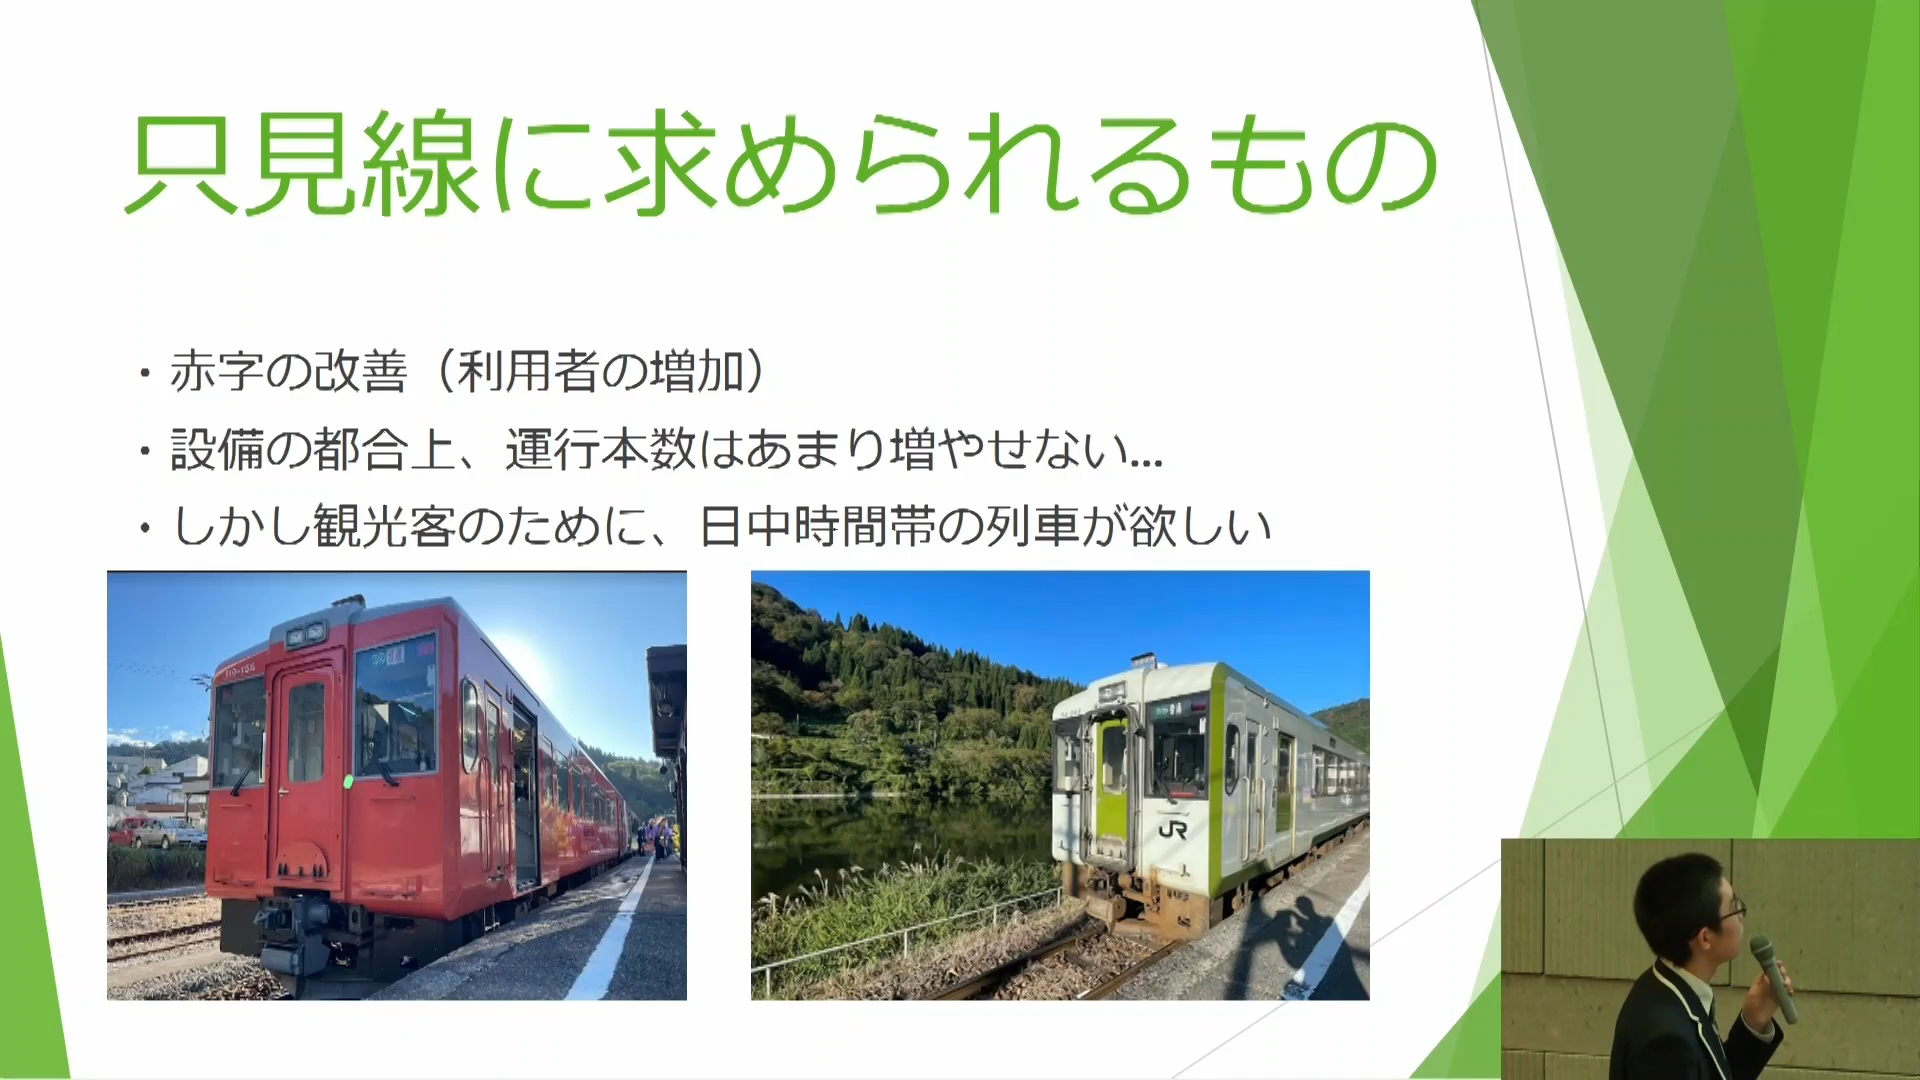 只見線に求められるもの
・赤字の改善（利用者の増加）
・設備の都合上、運行本数はあまり増やせない...
・しかし観光客のために、日中時間帯の列車が欲しい
JR